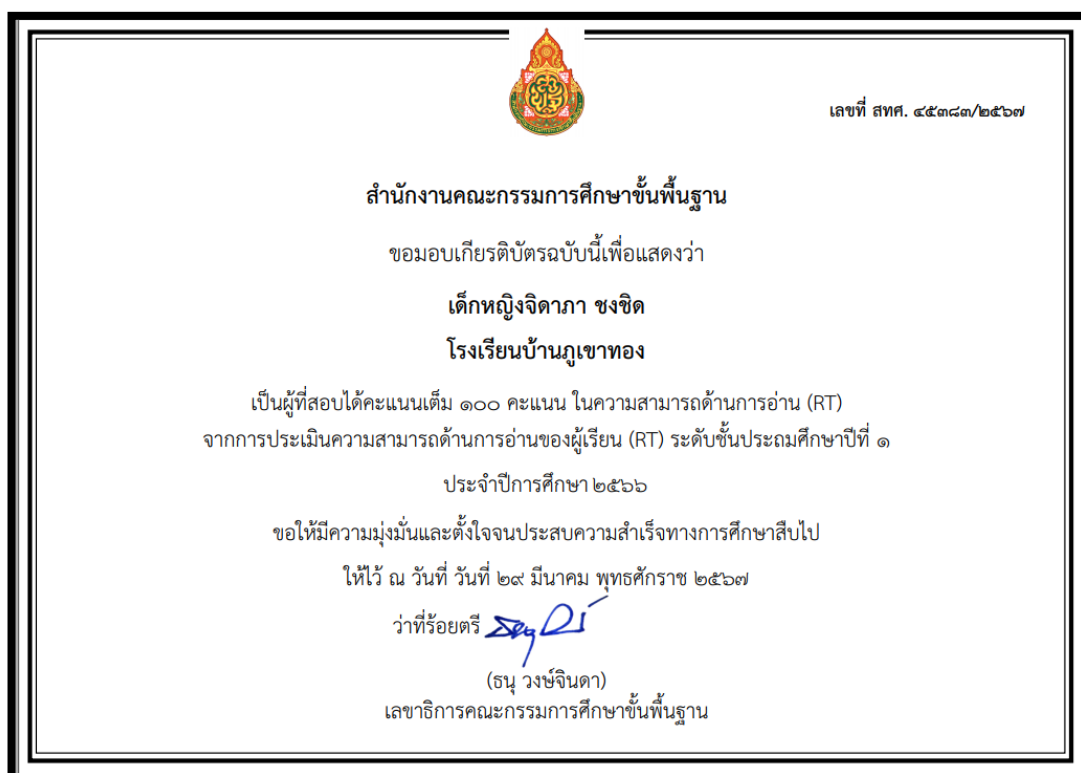 เลขที่ สทศ. ๔๕๓๘๓/๒๕๖๗
สำนักงานคณะกรรมการศึกษาขั้นพื้นฐาน
ขอมอบเกียรติบัตรฉบับนี้เพื่อแสดงว่า
เด็กหญิงจิดาภา ชงชิด
โรงเรียนบ้านภูเขาทอง
เป็นผู้ที่สอบได้คะแนนเต็ม ๑๐๐ คะแนน ในความสามารถด้านการอ่าน (RT)
จากการประเมินความสามารถด้านการอ่านของผู้เรียน (RT) ระดับชั้นประถมศึกษาปีที่ ๑
ประจำปีการศึกษา ๒๕๖๖
ขอให้มีความมุ่งมั่นและตั้งใจจนประสบความสำเร็จทางการศึกษาสืบไป
ให้ไว้ ณ วันที่ วันที่ ๒๙ มีนาคม พุทธศักราช ๒๕๖๗
ว่าที่ร้อยตรี
(ธนุ วงษ์จินดา)
เลขาธิการคณะกรรมการศึกษาขั้นพื้นฐาน